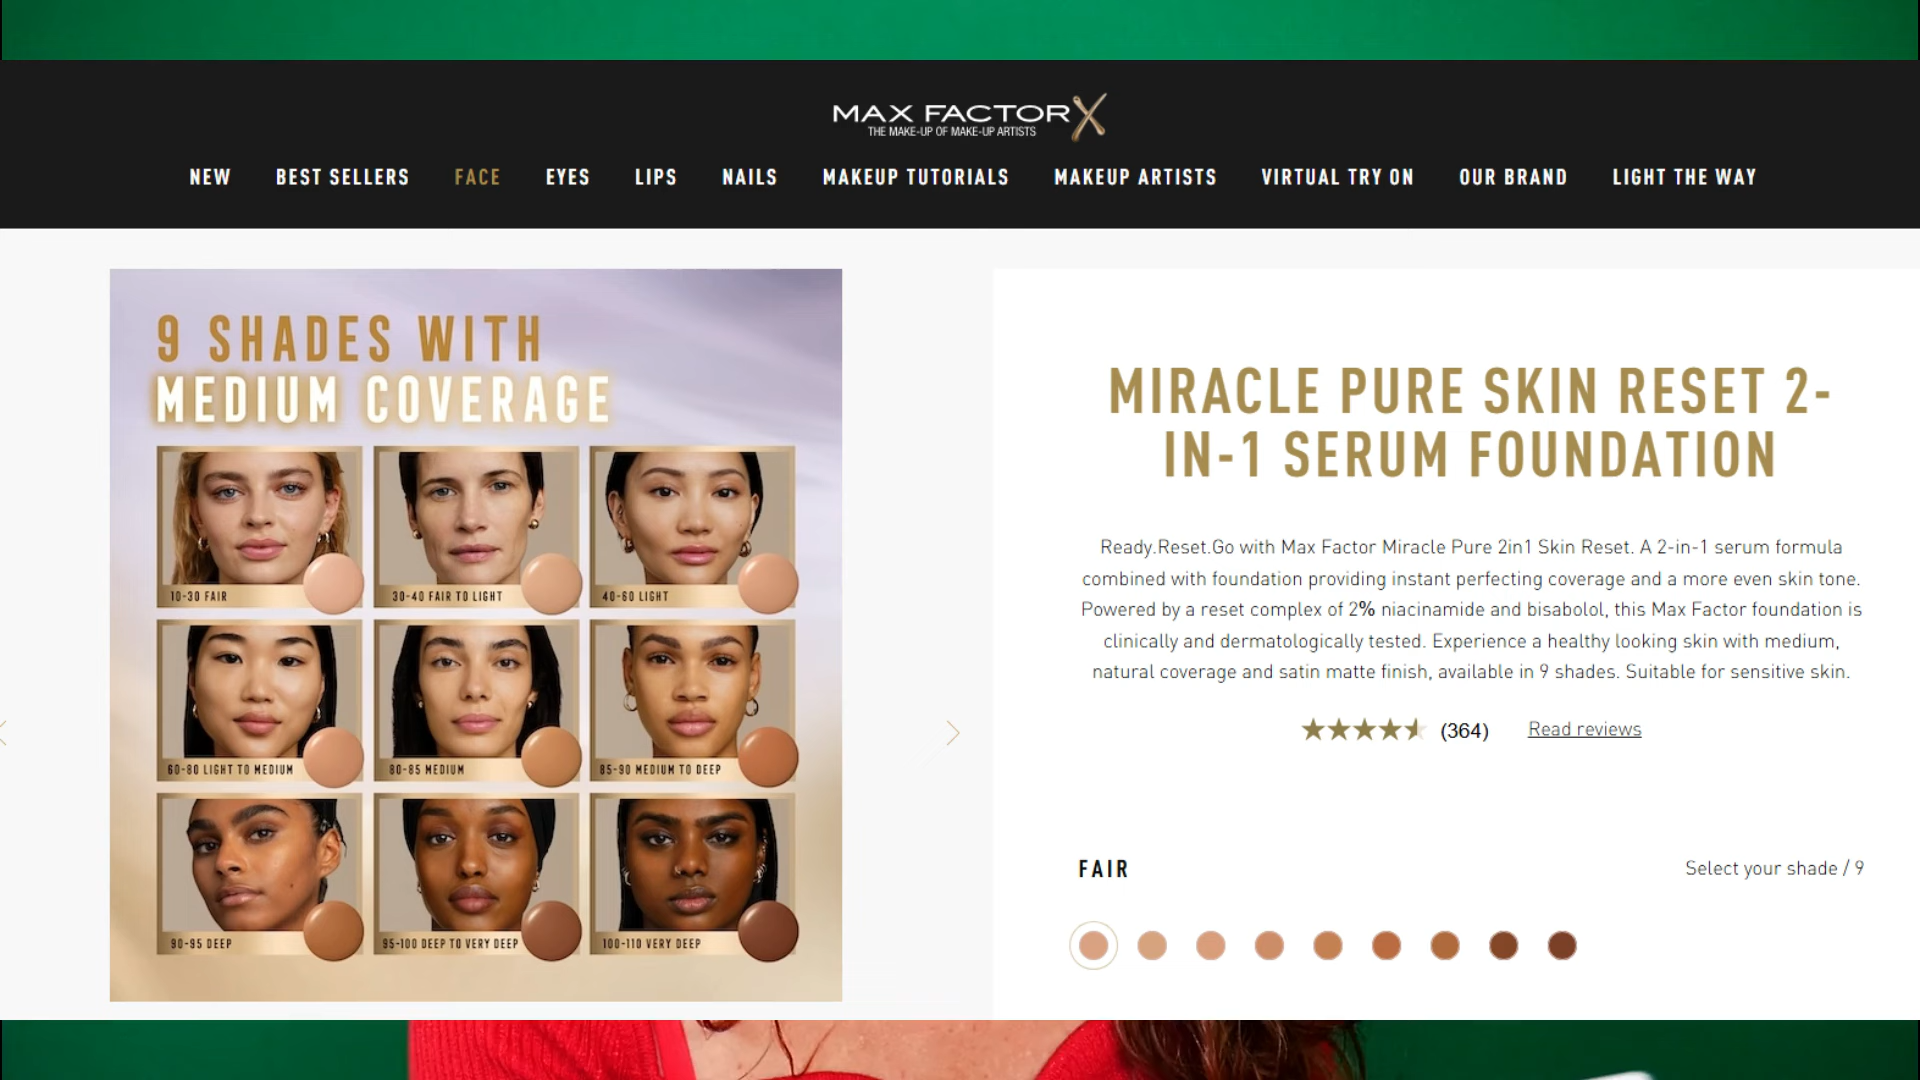 MAX FACTOR X
THE MAKE-UP OF MAKE-UP ARTISTS
NEW BEST SELLERS FACE EYES LIPS NAILS MAKEUP TUTORIALS MAKEUP ARTISTS VIRTUAL TRY ON OUR BRAND LIGHT THE WAY
9 SHADES WITH
MEDIUM COVERAGE
10-30 FAIR
30-40 FAIR TO LIGHT
40-60 LIGHT
60-80 LIGHT TO MEDIUM
80-85 MEDIUM
85-90 MEDIUM TO DEEP
90-95 DEEP
95-100 DEEP TO VERY DEEP
100-110 VERY DEEP
MIRACLE PURE SKIN RESET 2-
IN-1 SERUM FOUNDATION
Ready.Reset.Go with Max Factor Miracle Pure 2in1 Skin Reset. A 2-in-1 serum formula
combined with foundation providing instant perfecting coverage and a more even skin tone.
Powered by a reset complex of 2% niacinamide and bisabolol, this Max Factor foundation is
clinically and dermatologically tested. Experience a healthy looking skin with medium,
natural coverage and satin matte finish, available in 9 shades. Suitable for sensitive skin.
(364) Read reviews
FAIR
Select your shade / 9